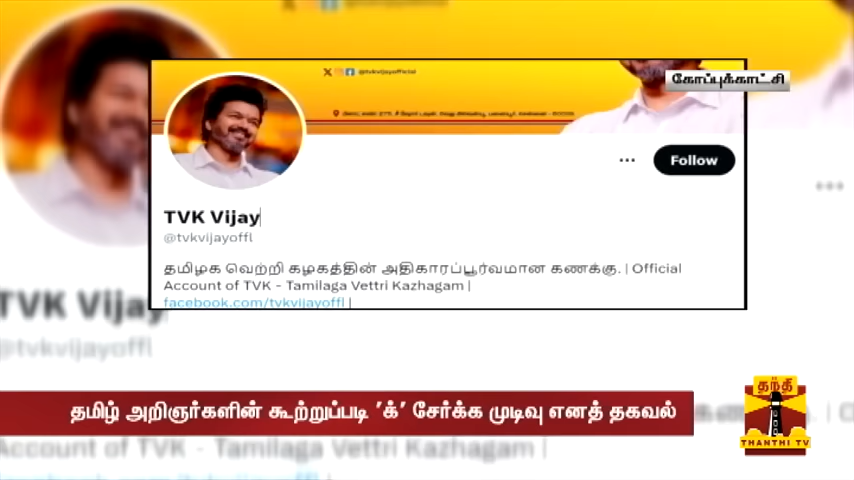 @tvkvijayofficial
கோப்புக்காட்சி
Follow
TVK Vijay
@tvkvijayoffl
தமிழக வெற்றி கழகத்தின் அதிகாரப்பூர்வமான கணக்கு. | Official
Account of TVK - Tamilaga Vettri Kazhagam |
facebook.com/tvkvijayoffl |
TVK Vijay
@tvkvijayoffl
தமிழ் அறிஞர்களின் கூற்றுப்படி 'க்' சேர்க்க முடிவு எனத் தகவல்
தந்தி
THANTHI TV
Account of TVK - Tamilaga Vettri Kazhagam |